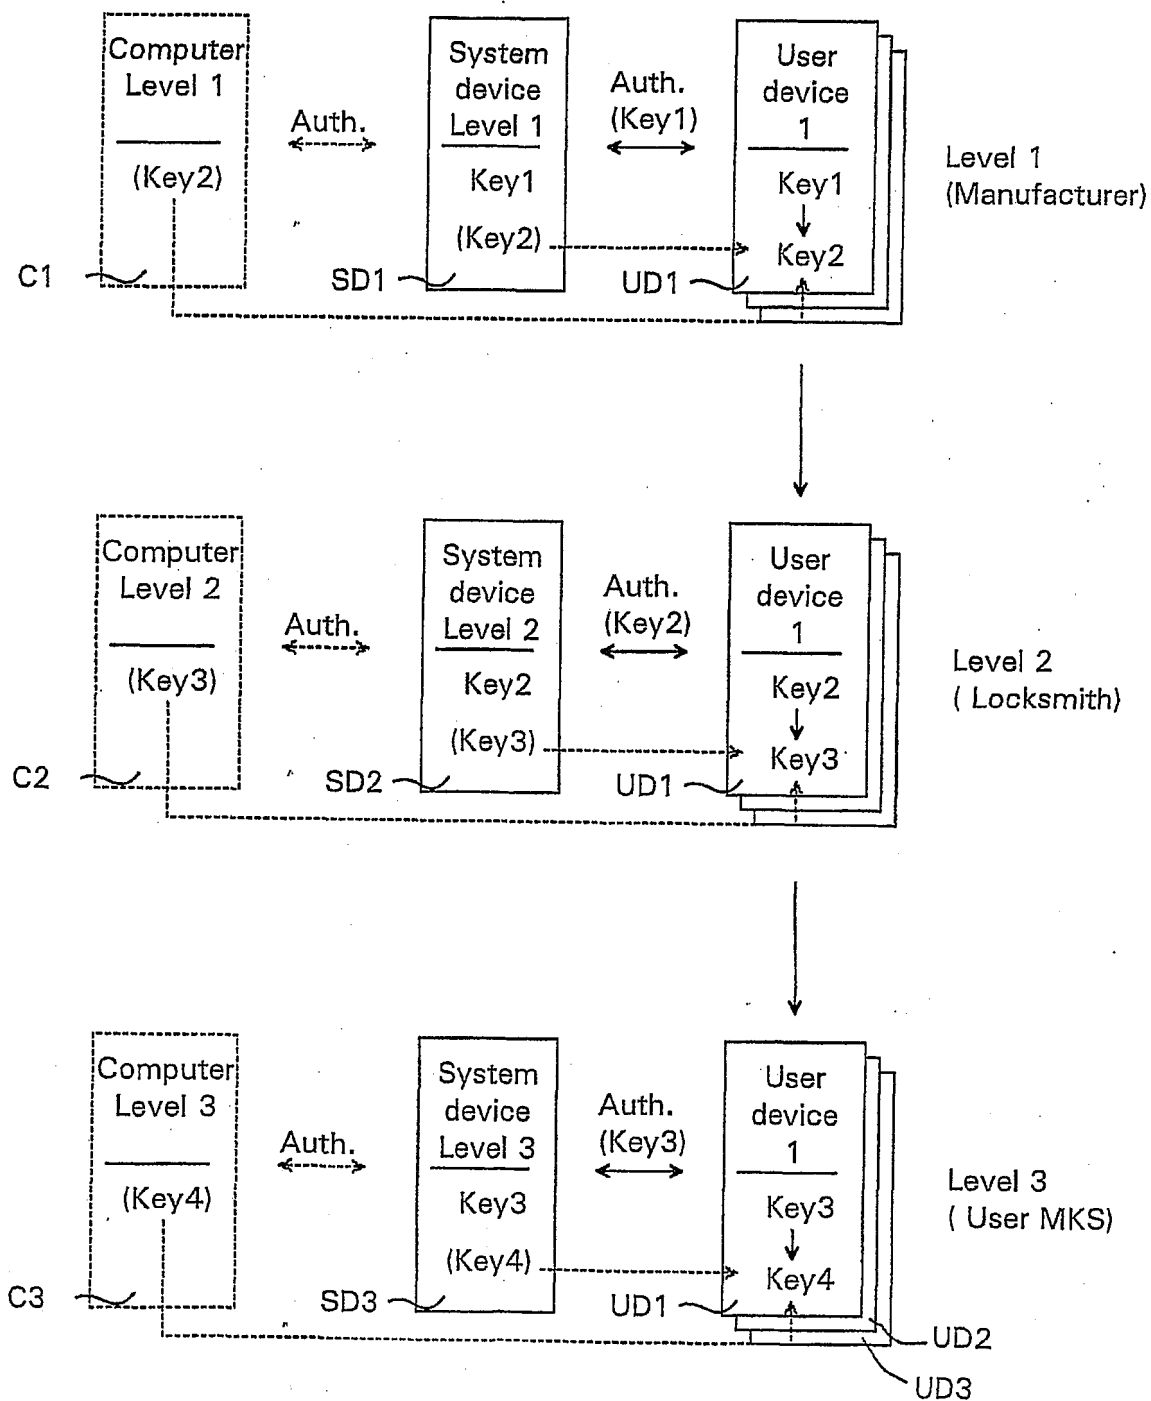 Computer
Level 1
(Key2)
C1
Auth.
System
device
Level 1
Key1
(Key2)
SD1
Auth.
(Key1)
User
device
1
Key1
Key2
UD1
Level 1
(Manufacturer)
Computer
Level 2
(Key3)
C2
Auth.
System
device
Level 2
Key2
(Key3)
SD2
Auth.
(Key2)
User
device
1
Key2
Key3
UD1
Level 2
( Locksmith)
Computer
Level 3
(Key4)
C3
Auth.
System
device
Level 3
Key3
(Key4)
SD3
Auth.
(Key3)
User
device
1
Key3
Key4
UD1
UD2
UD3
Level 3
( User MKS)